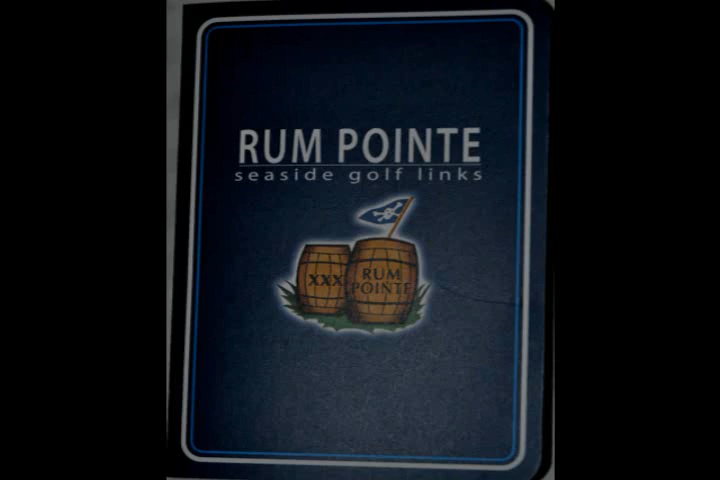 RUM POINTE
seaside golf links
XXX
RUM
POINTE